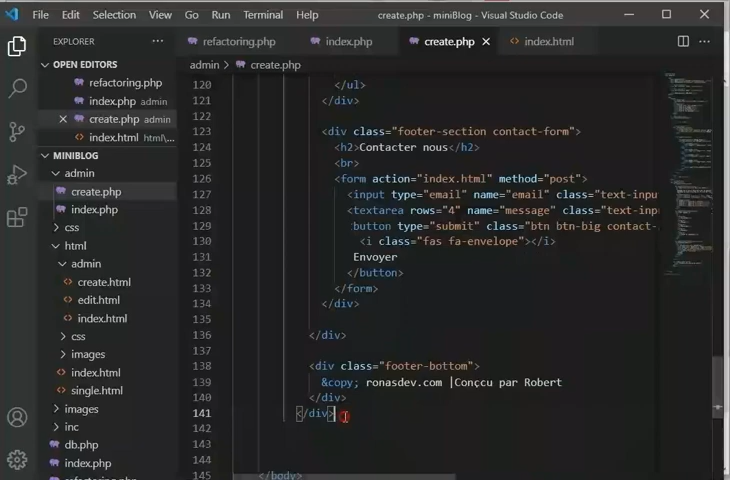 File Edit Selection View Go Run Terminal Help create.php - miniBlog - Visual Studio Code
EXPLORER
OPEN EDITORS
refactoring.php
index.php admin
create.php admin
index.html html\...
MINIBLOG
admin
create.php
index.php
css
html
admin
create.html
edit.html
index.html
css
images
index.html
single.html
images
inc
db.php
index.php
refactoring.php index.php create.php index.html
admin > create.php
120 </ul>
121 </div>
122
123 <div class="footer-section contact-form">
124 <h2>Contacter nous</h2>
125 <br>
126 <form action="index.html" method="post">
127 <input type="email" name="email" class="text-inpu
128 <textarea rows="4" name="message" class="text-inp
129 button type="submit" class="btn btn-big contact-
130 <i class="fas fa-envelope"></i>
131 Envoyer
132 </button>
133 </form>
134 </div>
135
136 </div>
137
138 <div class="footer-bottom">
139 &copy; ronasdev.com |Conçcu par Robert
140 </div>
141 </div>
142
143
144
145 </body>